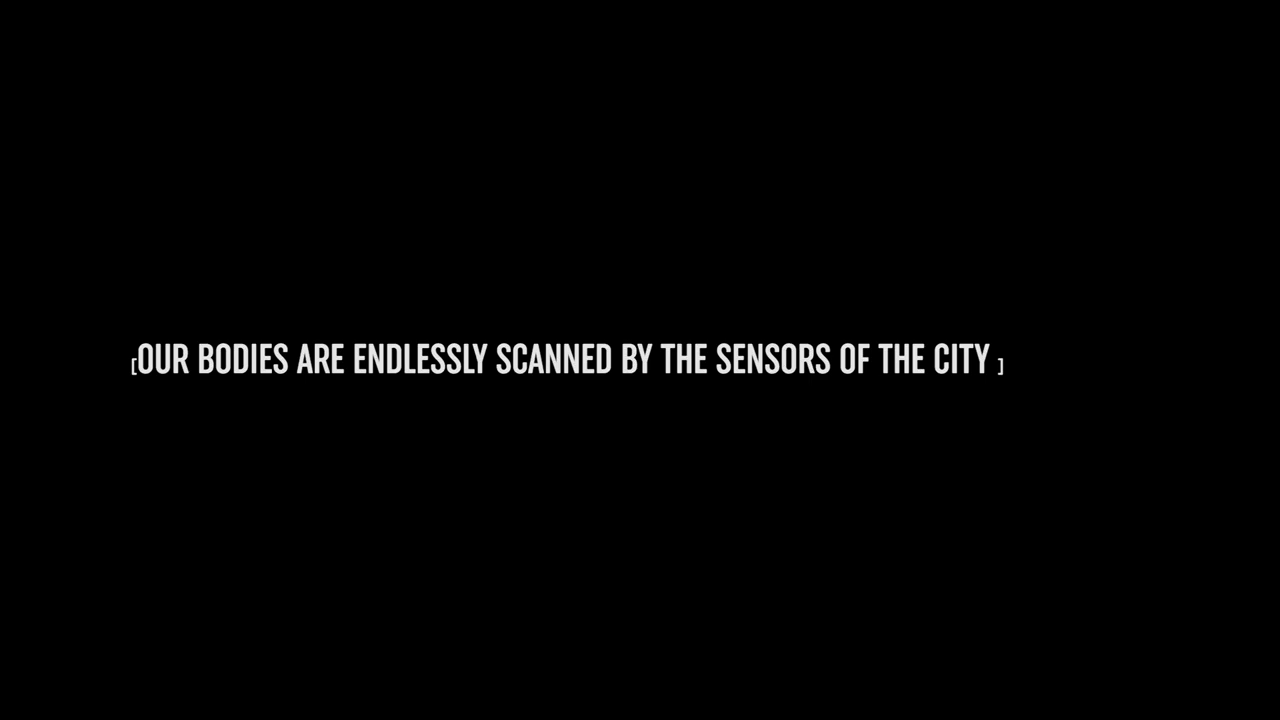 [OUR BODIES ARE ENDLESSLY SCANNED BY THE SENSORS OF THE CITY ]